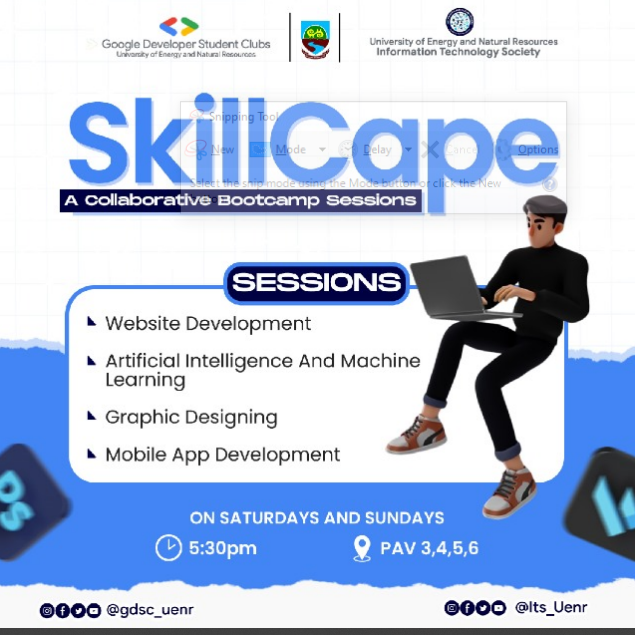 Google Developer Student Clubs
University of Energy and Natural Resources
University of Energy and Natural Resources
Information Technology Society
SkillCape
Snipping Tool
New Mode Delay Cancel Options
Select the snip mode using the Mode button or click the New
A Collaborative Bootcamp Sessions
SESSIONS
Website Development
Artificial Intelligence And Machine
Learning
Graphic Designing
Mobile App Development
PS
ON SATURDAYS AND SUNDAYS
5:30pm
PAV 3,4,5,6
@gdsc_uenr
@Its_Uenr